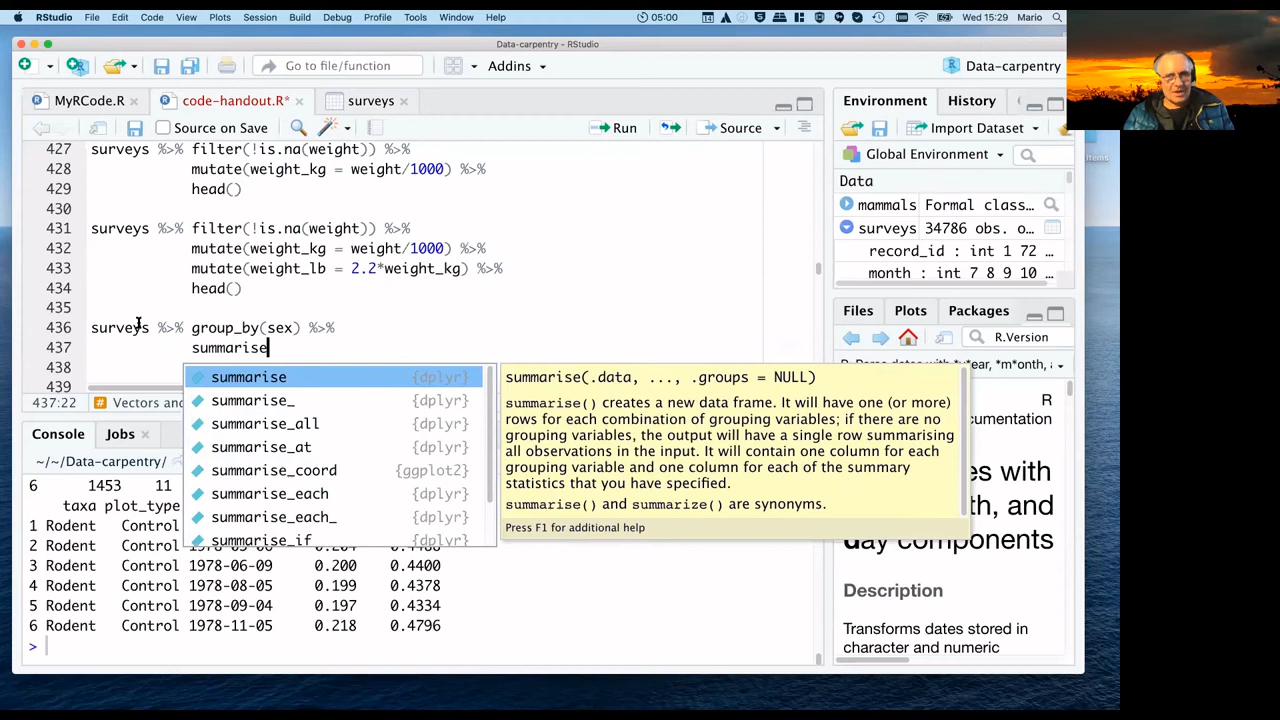 RStudio File Edit Code View Plots Session Build Debug Profile Tools Window Help 05:00 Wed 15:29 Mario
Data-carpentry - RStudio
Go to file/function Addins Data-carpentry
MyRCode.R code-handout.R* surveys
Source on Save Run Source
427 surveys %>% filter(!is.na(weight)) %>%
428 mutate(weight_kg = weight/1000) %>%
429 head()
430
431 surveys %>% filter(!is.na(weight)) %>%
432 mutate(weight_kg = weight/1000) %>%
433 mutate(weight_lb = 2.2*weight_kg) %>%
434 head()
435
436 surveys %>% group_by(sex) %>%
437 summarise
438
439
437:22 Vectors and
summarise {dplyr}
summarise_ {dplyr}
summarise_all {dplyr}
summarise_at {dplyr}
summarise_coord {ggplot2}
summarise_each {dplyr}
summarise_each_ {dplyr}
summarise_if {dplyr}
summarise(.data, ..., .groups = NULL)
summarise() creates a new data frame. It will have one (or more)
rows for each combination of grouping variables; if there are no
grouping variables, the output will have a single row summarising
all observations in the input. It will contain one column for each
grouping variable and one column for each of the summary
statistics that you have specified.
summarise() and summarize() are synonyms.
Press F1 for additional help
Console Jobs
~/~/Data-carpentry/
6 1453 11
taxa plot_type
1 Rodent
2 Rodent
3 Rodent Control 1978-06-09 0.200 0.4400
4 Rodent Control 1978-08-05 0.199 0.4378
5 Rodent Control 1978-09-04 0.197 0.4334
6 Rodent Control 1978-11-05 0.218 0.4796
>
Environment History
Import Dataset
Global Environment
Data
mammals Formal class…
surveys 34786 obs. o…
record_id : int 1 72 …
month : int 7 8 9 10 …
Files Plots Packages
R.Version
R
cumentation
es with
th, and
day components
Description
Transforms dates stored in
character and numeric